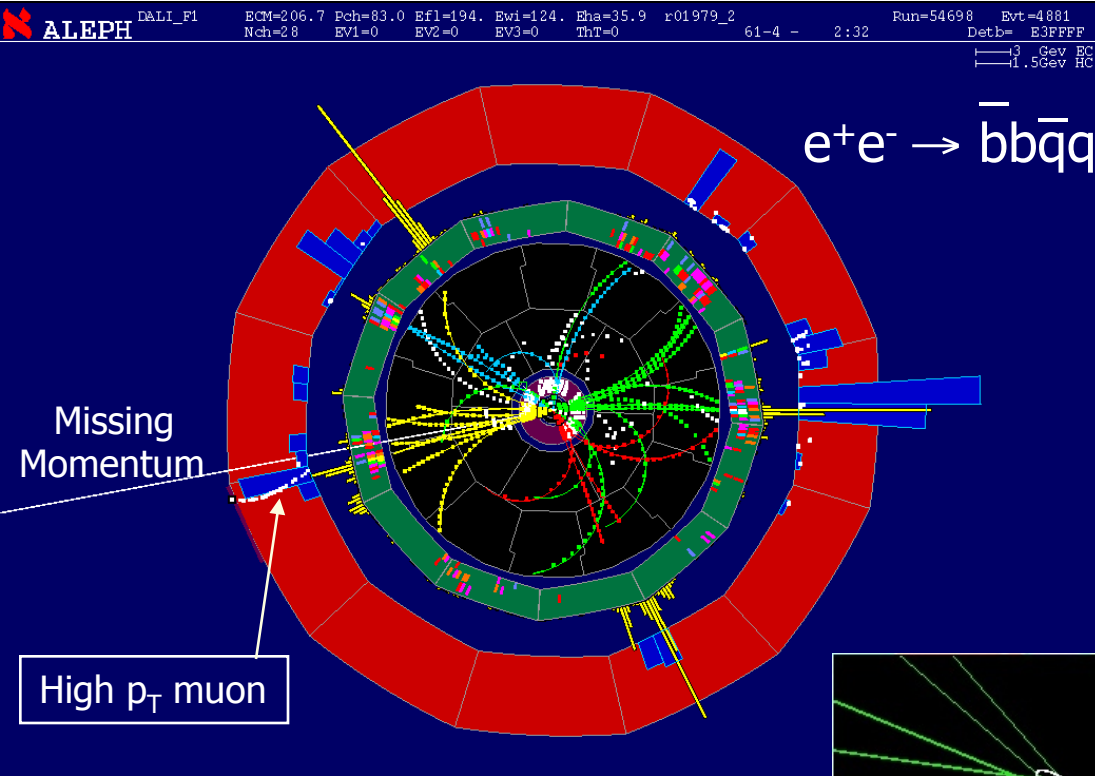 ALEPH DALI_F1 ECM=206.7 Pch=83.0 Efl=194. Ewi=124. Eha=35.9 r01979_2 Run=54698 Evt=4881
Nch=28 EV1=0 EV2=0 EV3=0 ThT=0 61-4 - 2:32 Detb= E3FFFF
3 Gev EC
1.5Gev HC
e⁺e⁻ → b̅bq̅q
Missing
Momentum
High pT muon